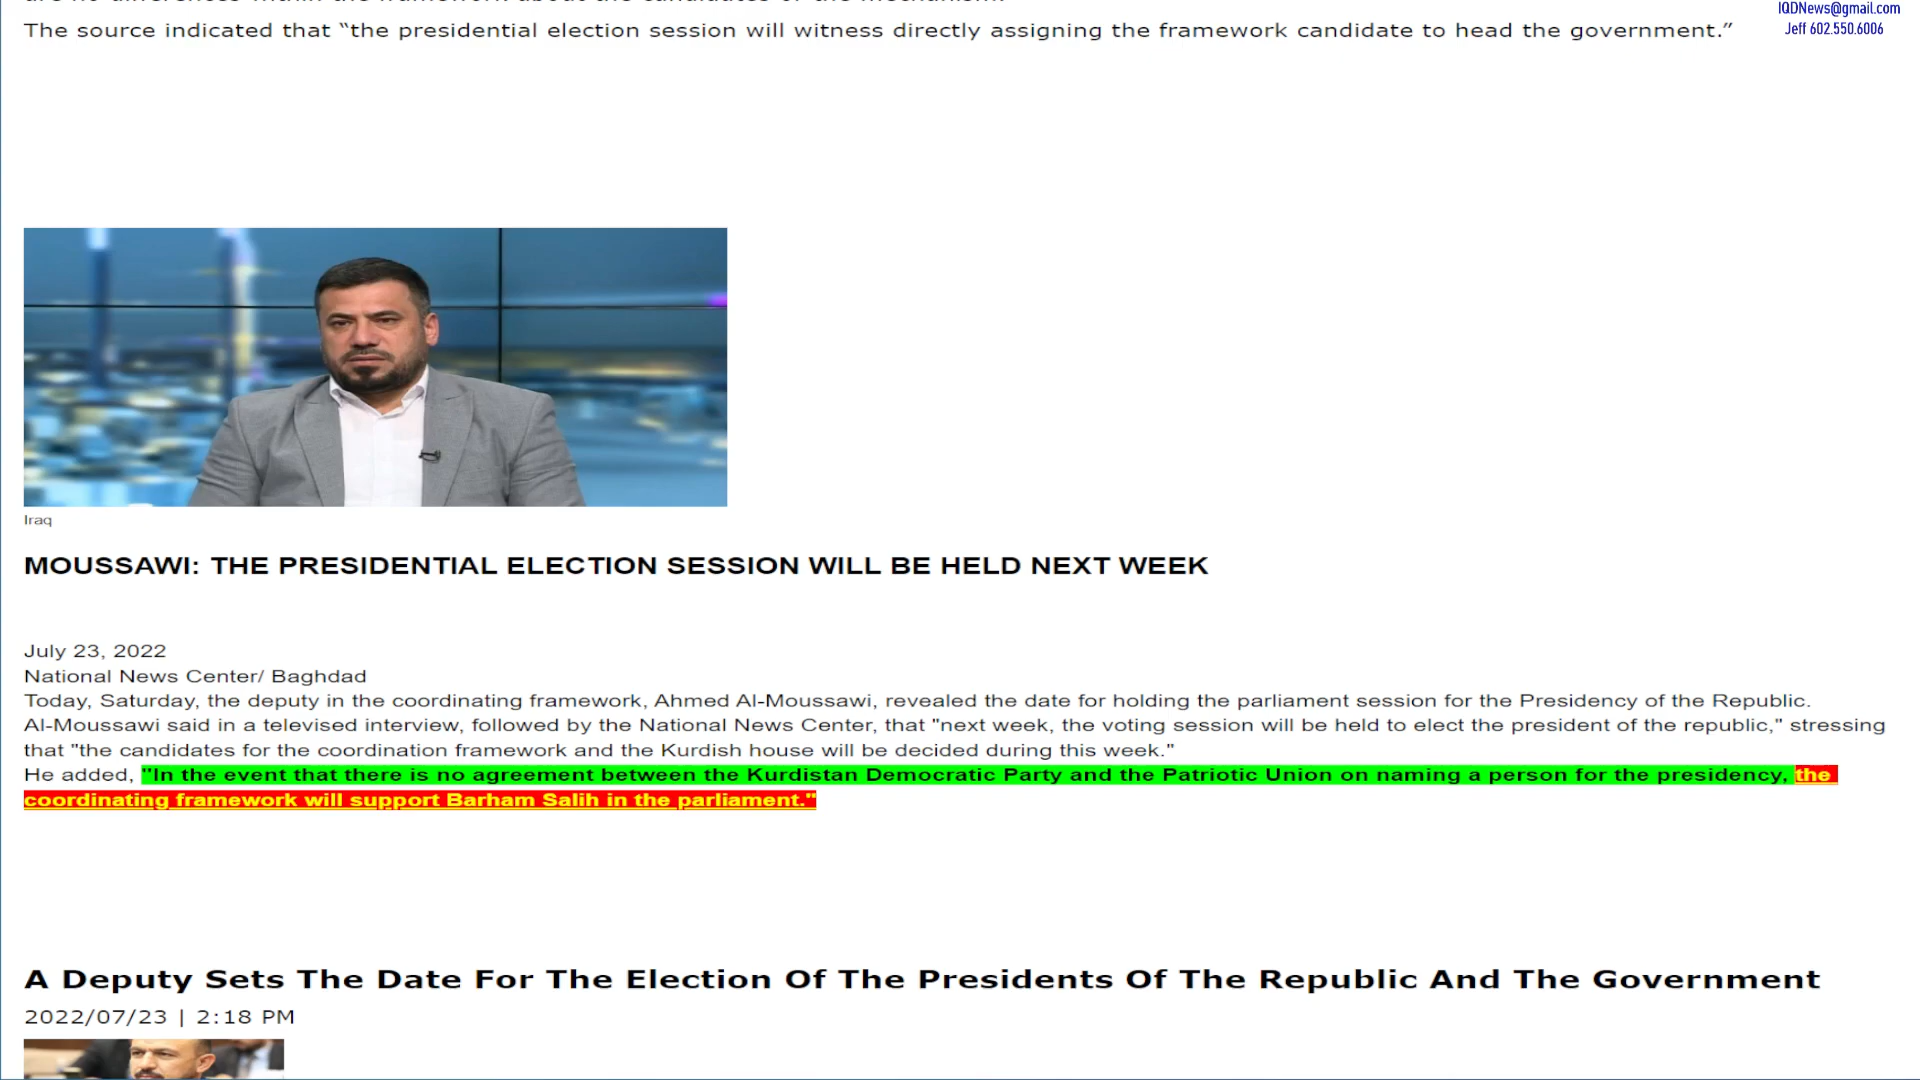 The source indicated that “the presidential election session will witness directly assigning the framework candidate to head the government.”
IQDNews@gmail.com
Jeff 602.550.6006
Iraq
MOUSSAWI: THE PRESIDENTIAL ELECTION SESSION WILL BE HELD NEXT WEEK
July 23, 2022
National News Center/ Baghdad
Today, Saturday, the deputy in the coordinating framework, Ahmed Al-Moussawi, revealed the date for holding the parliament session for the Presidency of the Republic.
Al-Moussawi said in a televised interview, followed by the National News Center, that "next week, the voting session will be held to elect the president of the republic," stressing
that "the candidates for the coordination framework and the Kurdish house will be decided during this week."
He added, "In the event that there is no agreement between the Kurdistan Democratic Party and the Patriotic Union on naming a person for the presidency, the
coordinating framework will support Barham Salih in the parliament."
A Deputy Sets The Date For The Election Of The Presidents Of The Republic And The Government
2022/07/23 | 2:18 PM